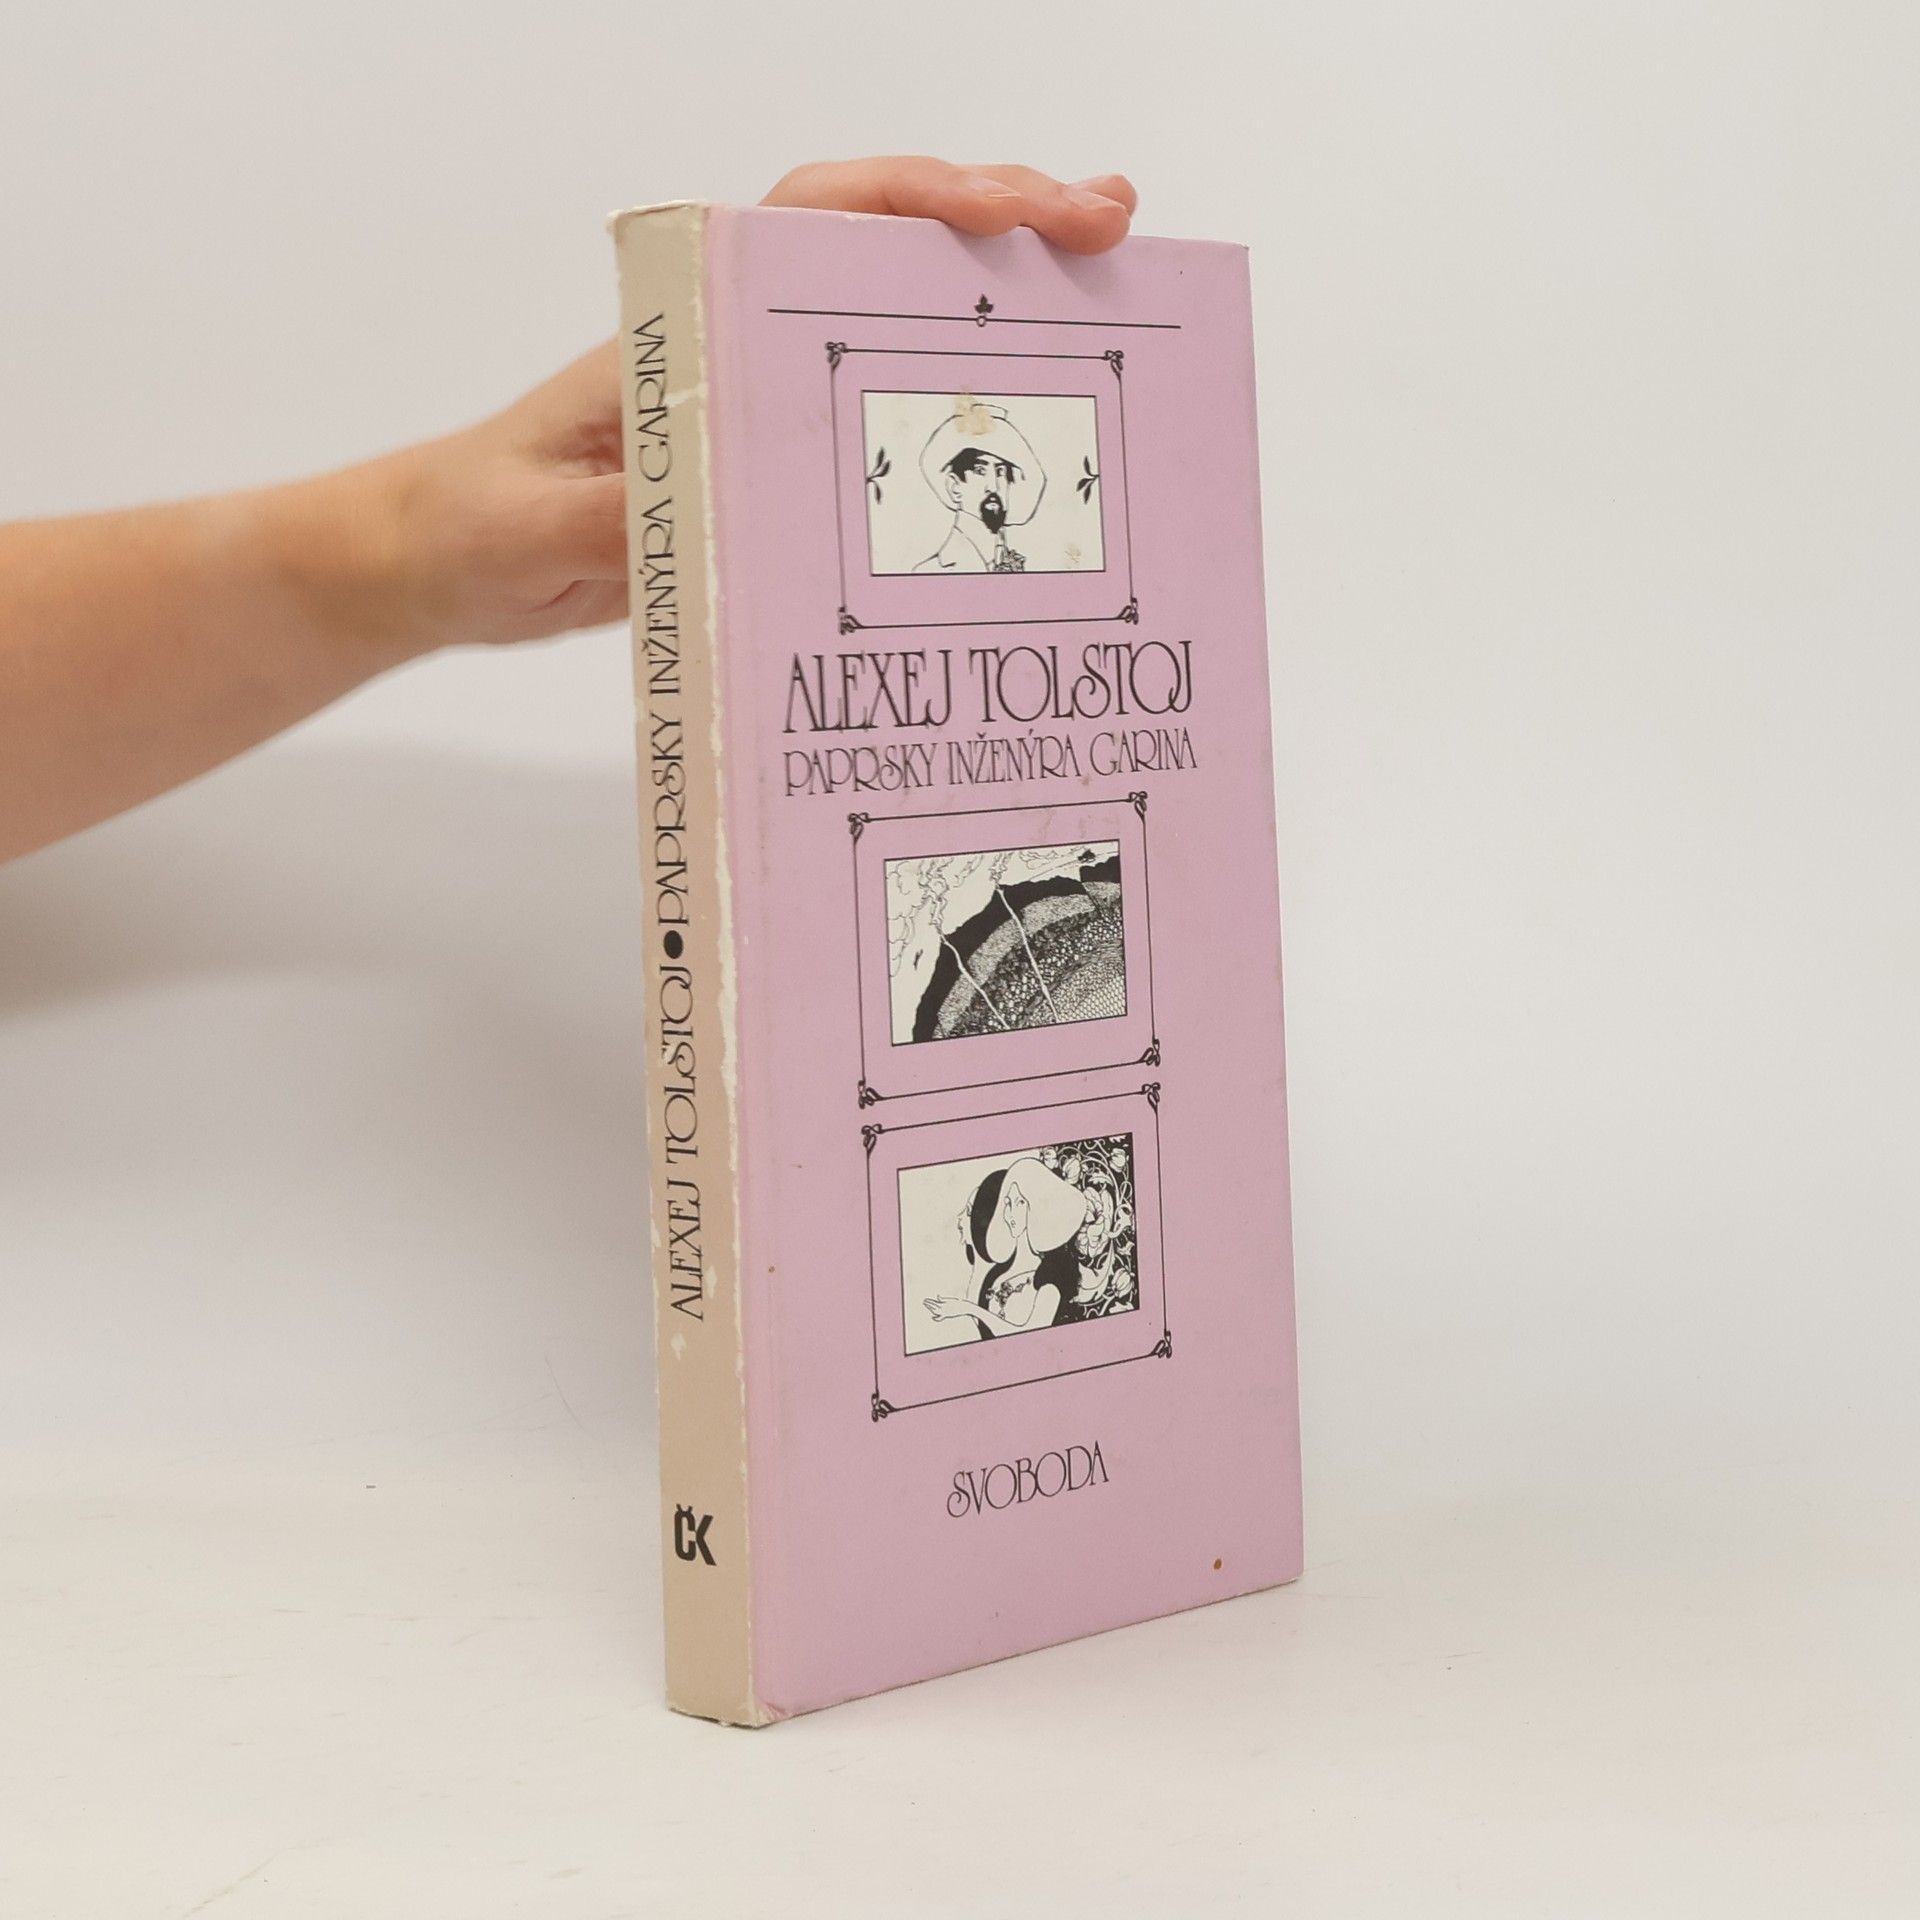 ALEXEJ TOLSTOJ
PAPRSKY INŽENÝRA GARINA
SVOBODA
ALEXEJ TOLSTOJ • PAPRSKY INŽENÝRA GARINA
ČK